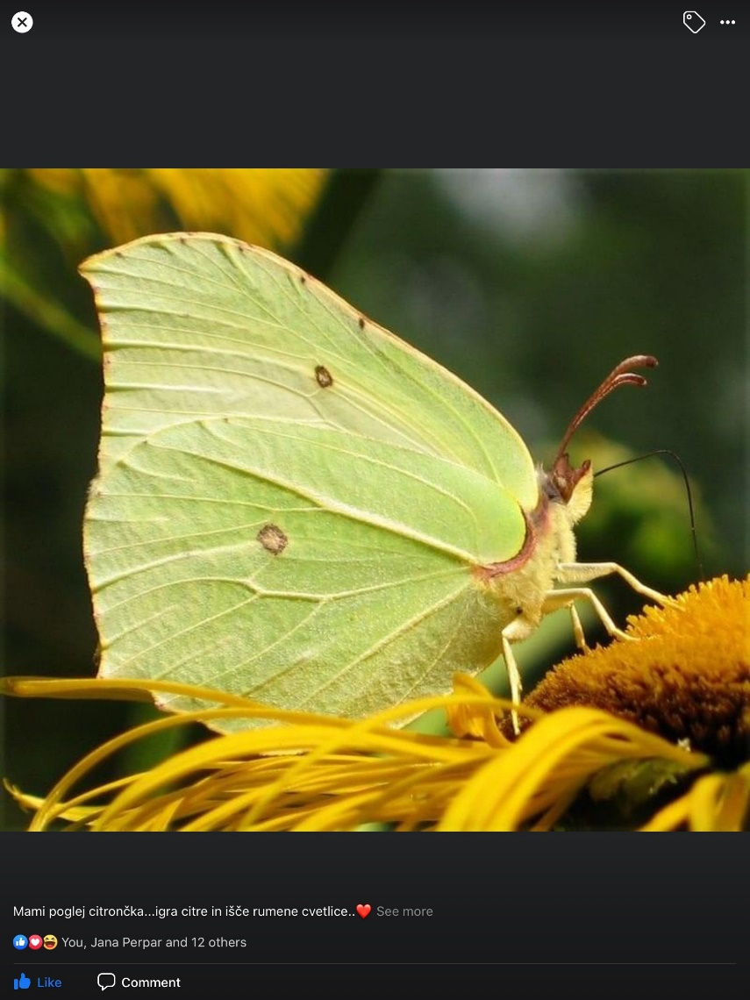 Mami poglej citrončka...igra citre in išče rumene cvetlice..❤️ See more
You, Jana Perpar and 12 others
Like Comment